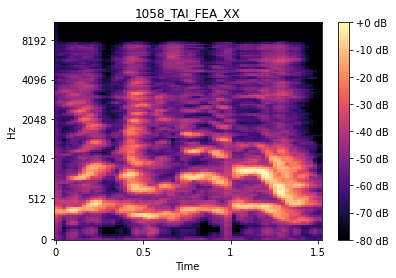 1058_TAI_FEA_XX
Hz
8192
4096
2048
1024
512
0
0
0.5
1
1.5
Time
+0 dB
-10 dB
-20 dB
-30 dB
-40 dB
-50 dB
-60 dB
-70 dB
-80 dB